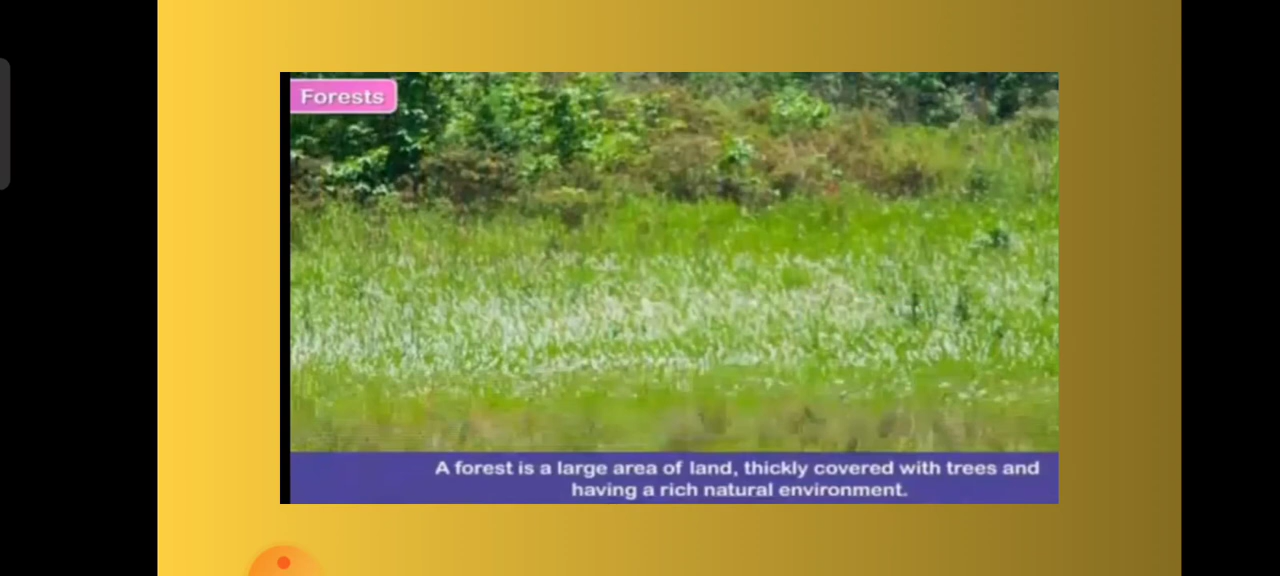 Forests
A forest is a large area of land, thickly covered with trees and
having a rich natural environment.